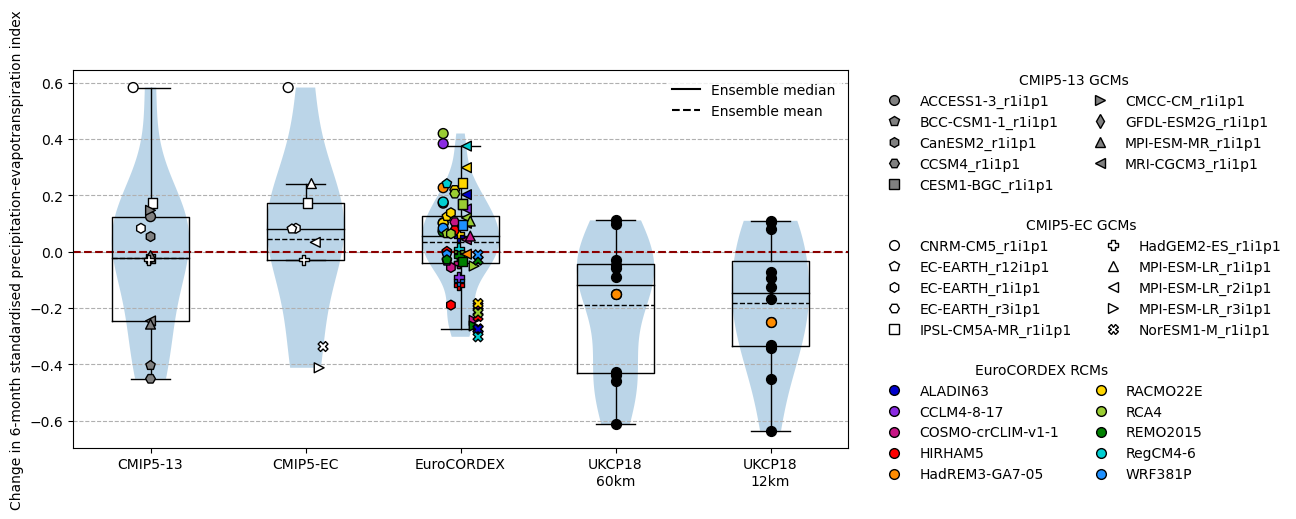 Change in 6-month standardised precipitation-evapotranspiration index
0.6
0.4
0.2
0.0
−0.2
−0.4
−0.6
Ensemble median
Ensemble mean
CMIP5-13
CMIP5-EC
EuroCORDEX
UKCP18
60km
UKCP18
12km
CMIP5-13 GCMs
ACCESS1-3_r1i1p1
BCC-CSM1-1_r1i1p1
CanESM2_r1i1p1
CCSM4_r1i1p1
CESM1-BGC_r1i1p1
CMCC-CM_r1i1p1
GFDL-ESM2G_r1i1p1
MPI-ESM-MR_r1i1p1
MRI-CGCM3_r1i1p1
CMIP5-EC GCMs
CNRM-CM5_r1i1p1
EC-EARTH_r12i1p1
EC-EARTH_r1i1p1
EC-EARTH_r3i1p1
IPSL-CM5A-MR_r1i1p1
HadGEM2-ES_r1i1p1
MPI-ESM-LR_r1i1p1
MPI-ESM-LR_r2i1p1
MPI-ESM-LR_r3i1p1
NorESM1-M_r1i1p1
EuroCORDEX RCMs
ALADIN63
CCLM4-8-17
COSMO-crCLIM-v1-1
HIRHAM5
HadREM3-GA7-05
RACMO22E
RCA4
REMO2015
RegCM4-6
WRF381P